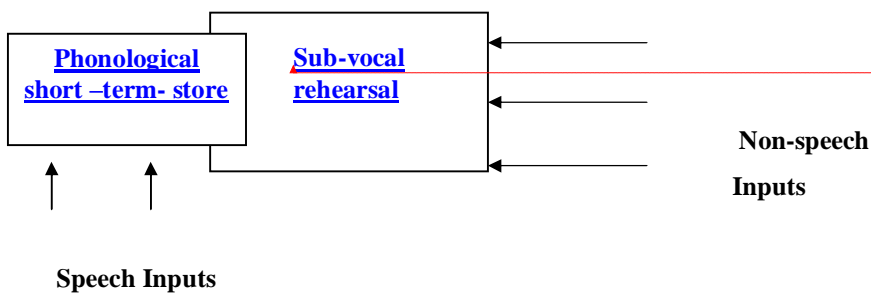 Phonological
short –term- store
Sub-vocal
rehearsal
Non-speech
Inputs
Speech Inputs